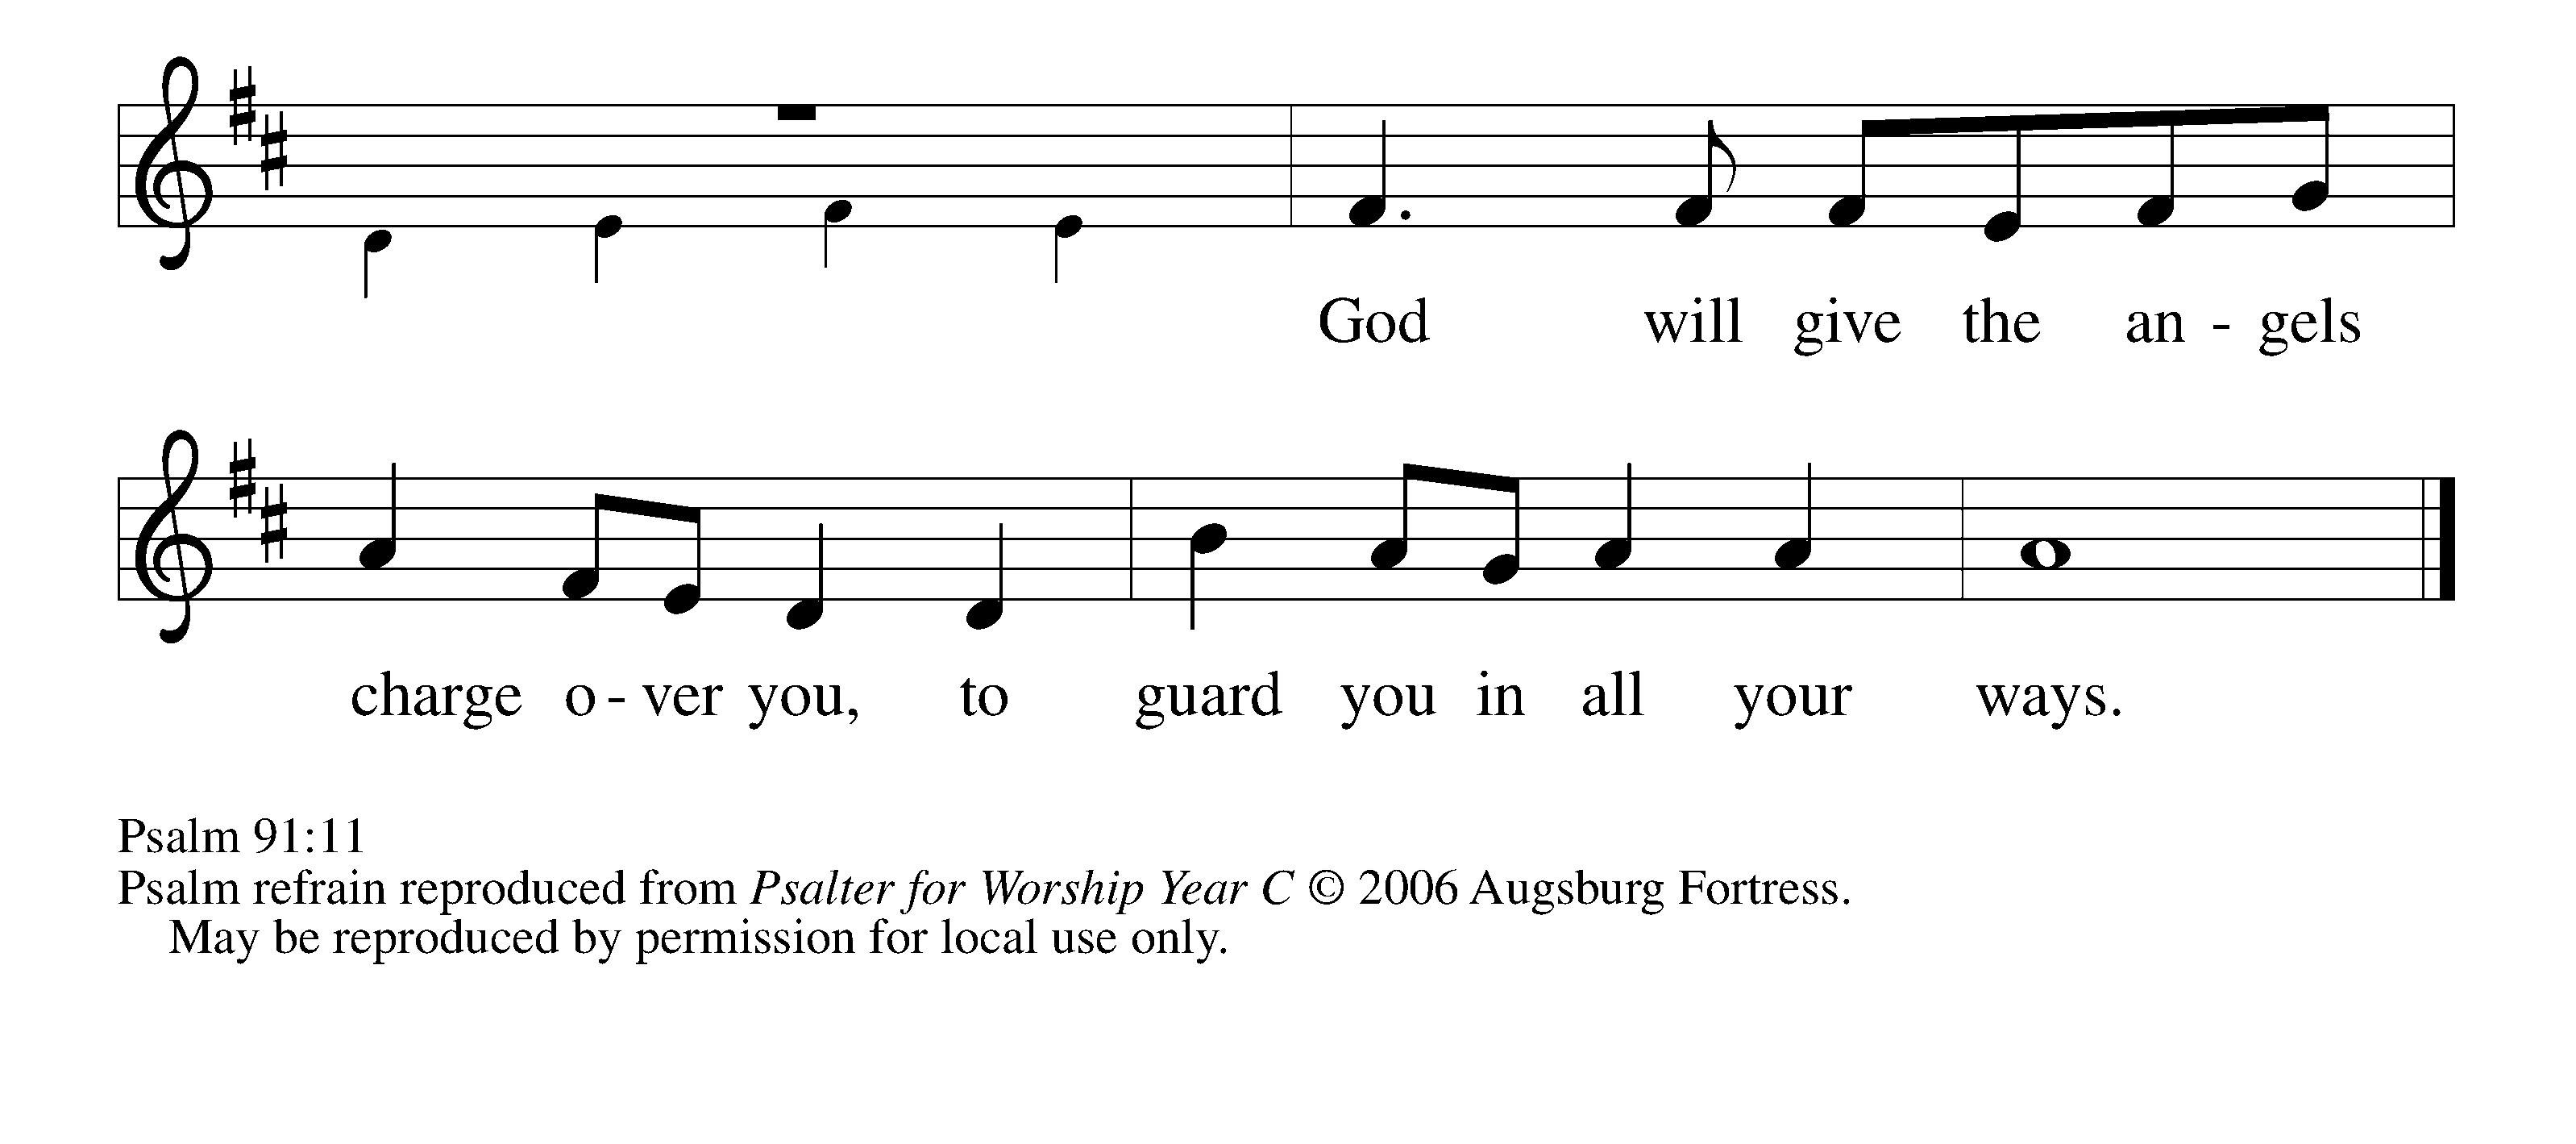 God will give the an - gels
charge o - ver you, to guard you in all your ways.
Psalm 91:11
Psalm refrain reproduced from Psalter for Worship Year C © 2006 Augsburg Fortress.
May be reproduced by permission for local use only.